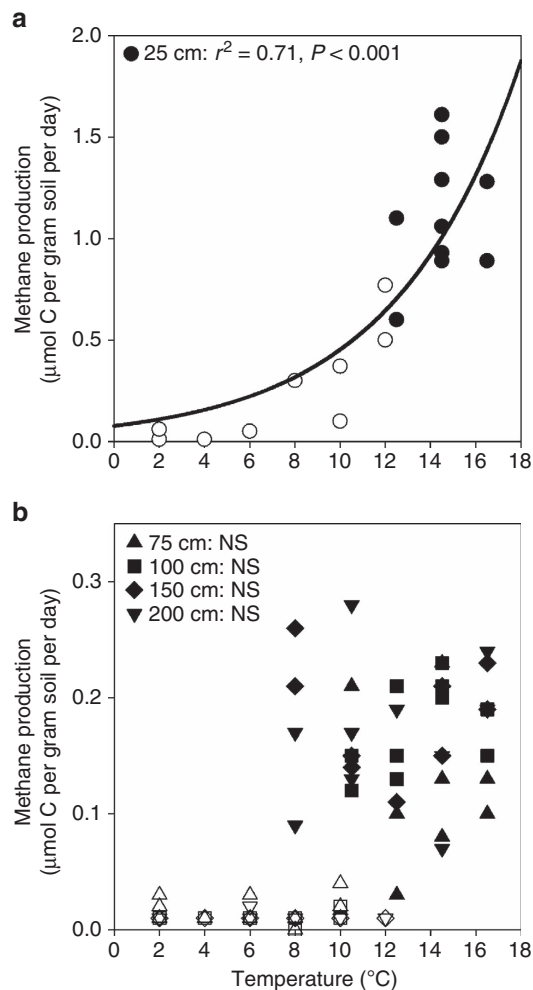 a
25 cm: r² = 0.71, P < 0.001
Methane production
(μmol C per gram soil per day)
2.0
1.5
1.0
0.5
0.0
0 2 4 6 8 10 12 14 16 18
b
75 cm: NS
100 cm: NS
150 cm: NS
200 cm: NS
Methane production
(μmol C per gram soil per day)
0.3
0.2
0.1
0.0
0 2 4 6 8 10 12 14 16 18
Temperature (°C)